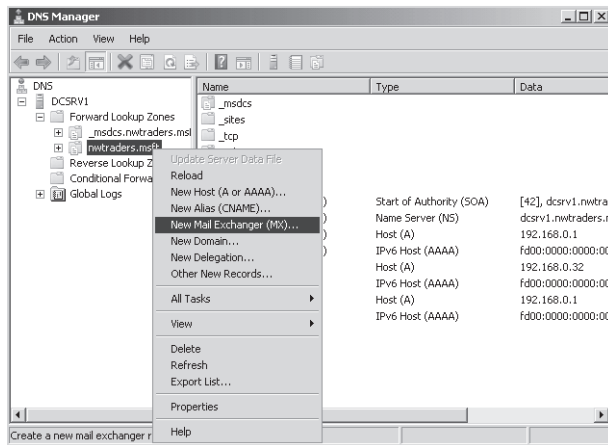 DNS Manager
File Action View Help
DNS
DCSRV1
Forward Lookup Zones
_msdcs.nwtraders.msf
nwtraders.msft
Reverse Lookup Z
Conditional Forwa
Global Logs
Name Type Data
_msdcs
_sites
_tcp
) Start of Authority (SOA) [42], dcsrv1.nwtra
) Name Server (NS) dcsrv1.nwtraders.
) Host (A) 192.168.0.1
) IPv6 Host (AAAA) fd00:0000:0000:00
Host (A) 192.168.0.32
IPv6 Host (AAAA) fd00:0000:0000:00
Host (A) 192.168.0.1
IPv6 Host (AAAA) fd00:0000:0000:00
Update Server Data File
Reload
New Host (A or AAAA)...
New Alias (CNAME)...
New Mail Exchanger (MX)...
New Domain...
New Delegation...
Other New Records...
All Tasks
View
Delete
Refresh
Export List...
Properties
Help
Create a new mail exchanger r